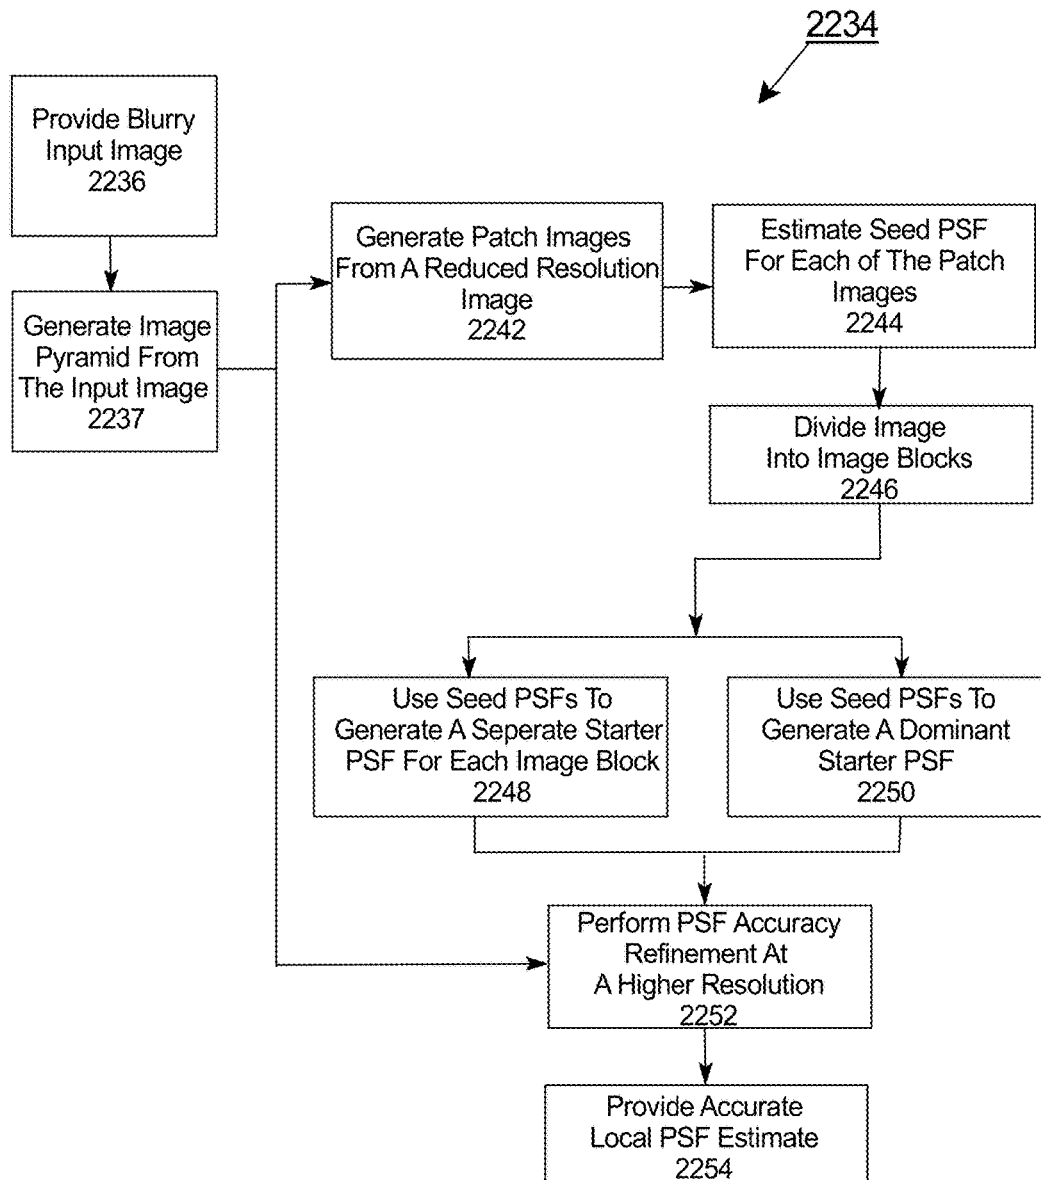 2234
Provide Blurry
Input Image
2236
Generate Image
Pyramid From
The Input Image
2237
Generate Patch Images
From A Reduced Resolution
Image
2242
Estimate Seed PSF
For Each of The Patch
Images
2244
Divide Image
Into Image Blocks
2246
Use Seed PSFs To
Generate A Seperate Starter
PSF For Each Image Block
2248
Use Seed PSFs To
Generate A Dominant
Starter PSF
2250
Perform PSF Accuracy
Refinement At
A Higher Resolution
2252
Provide Accurate
Local PSF Estimate
2254